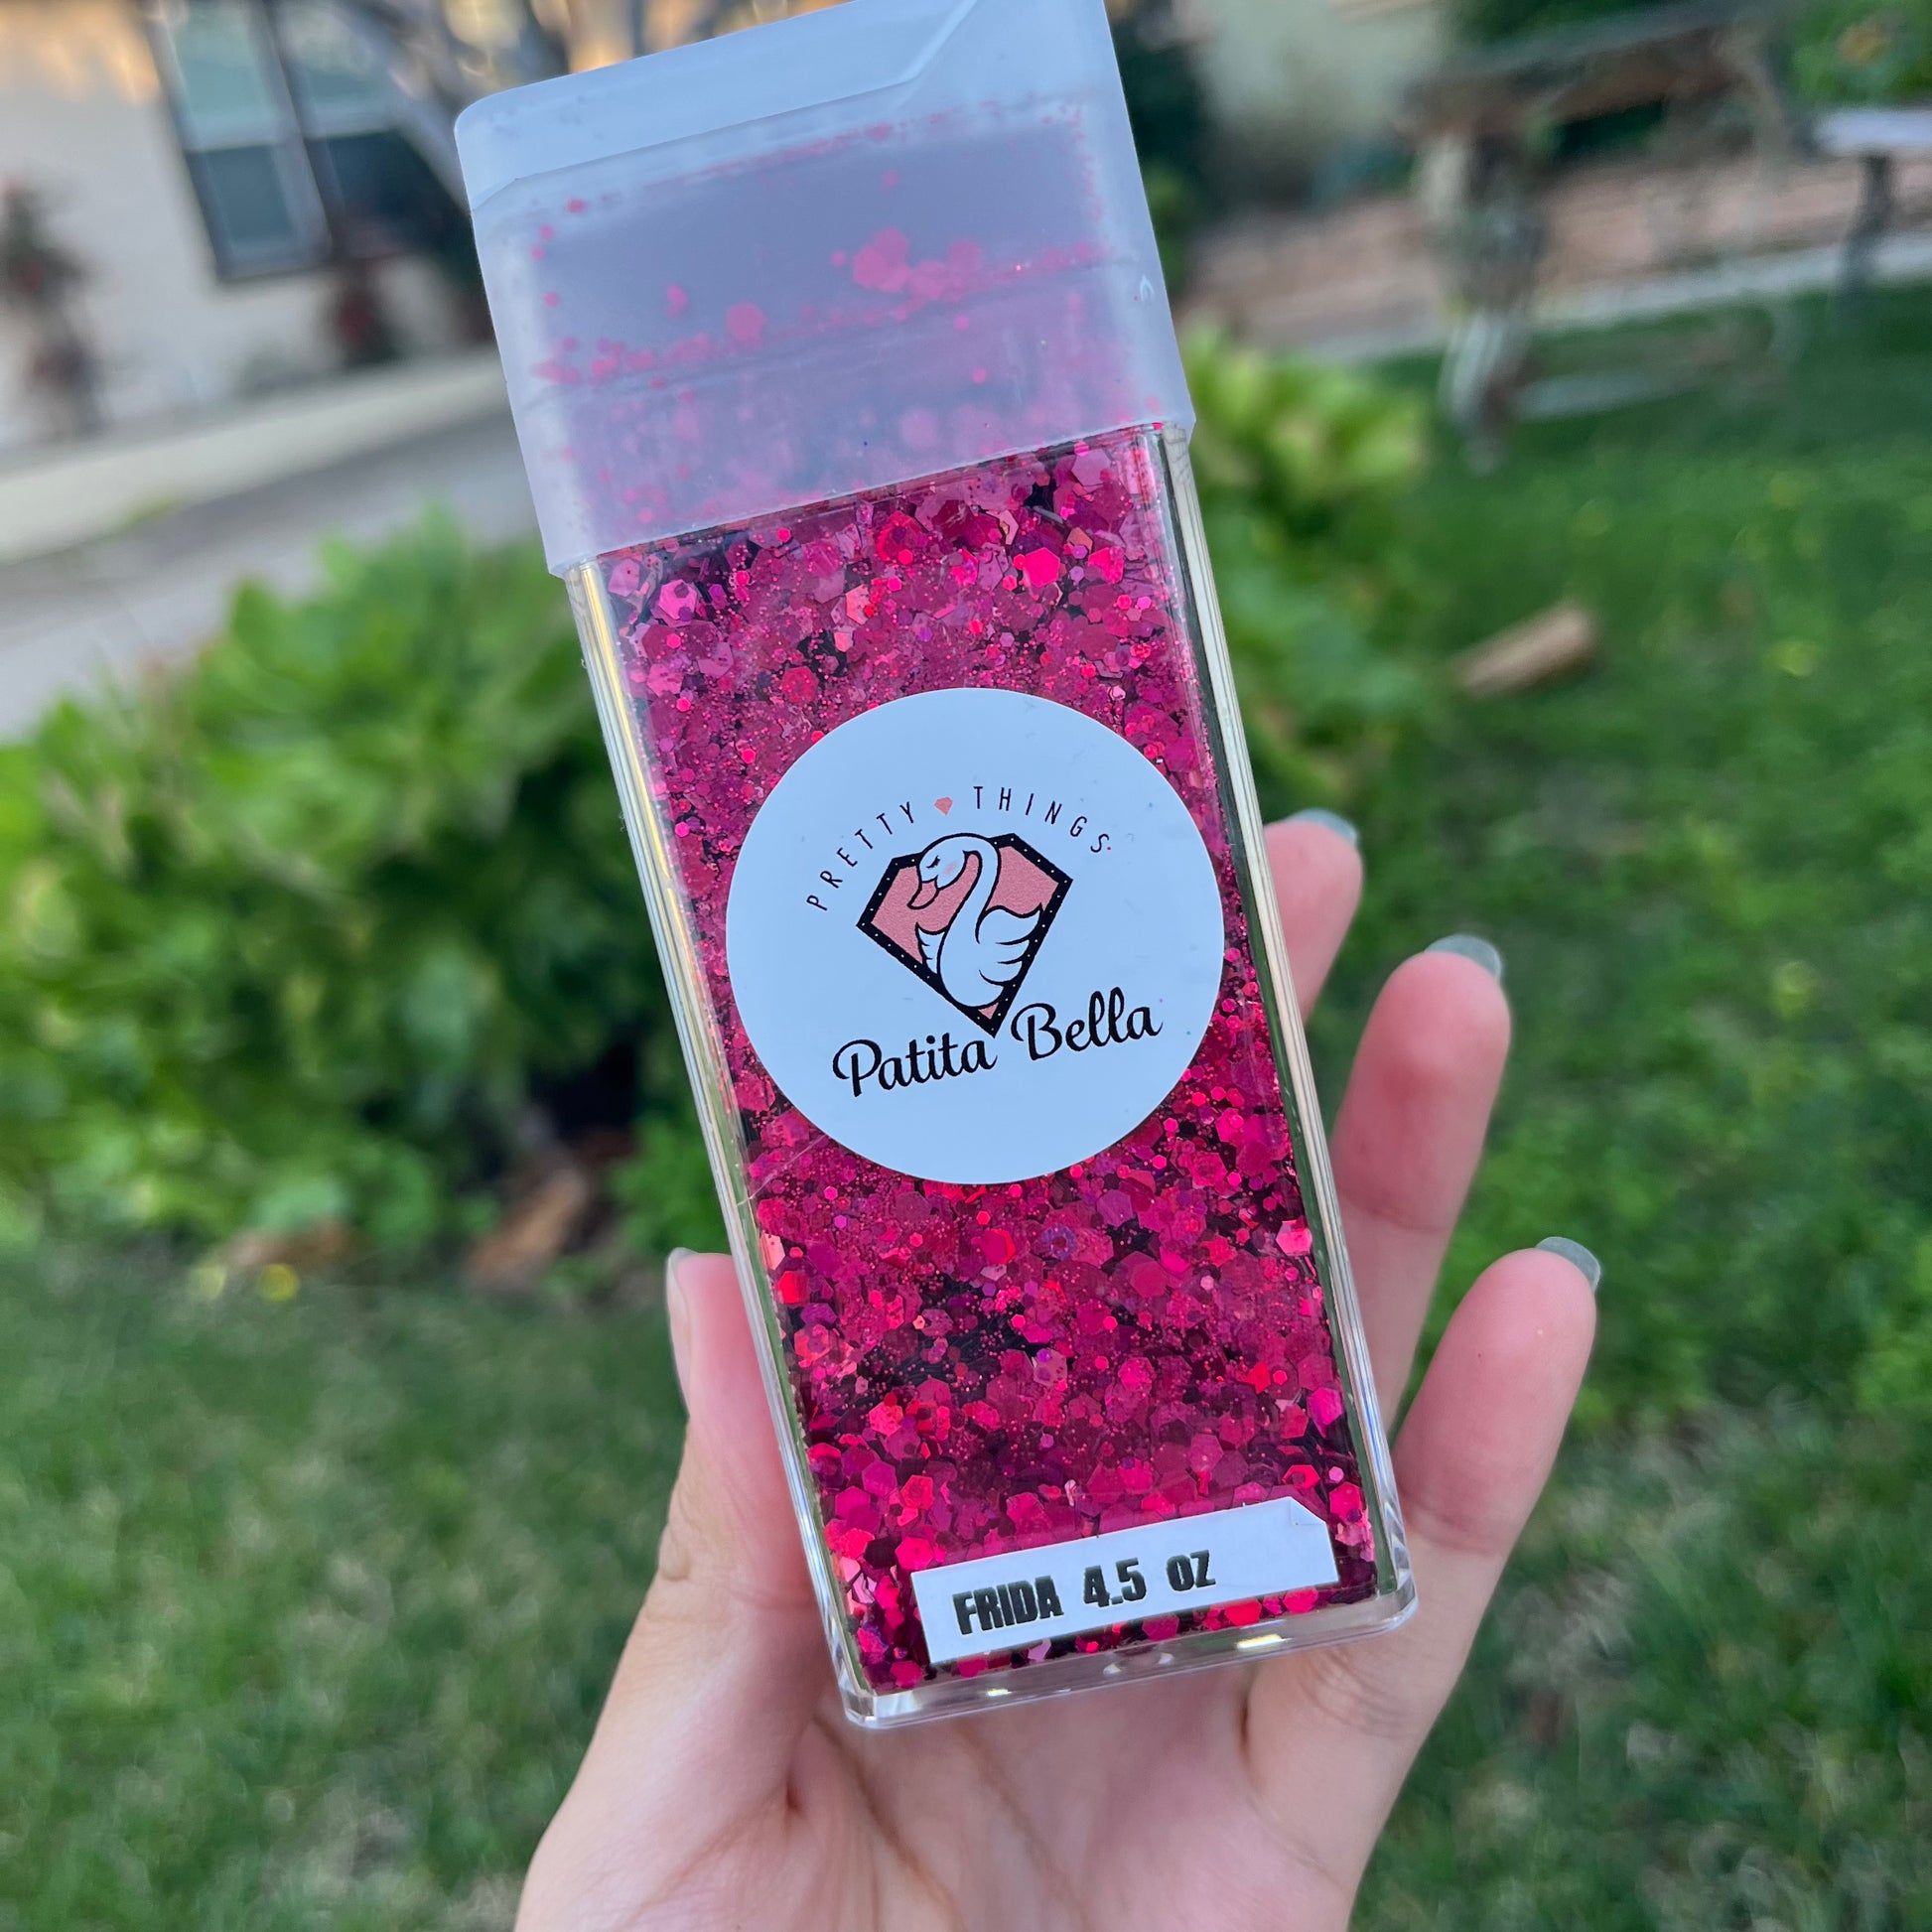 PRETTY THINGS
Patita Bella
FRIDA 4.5 OZ